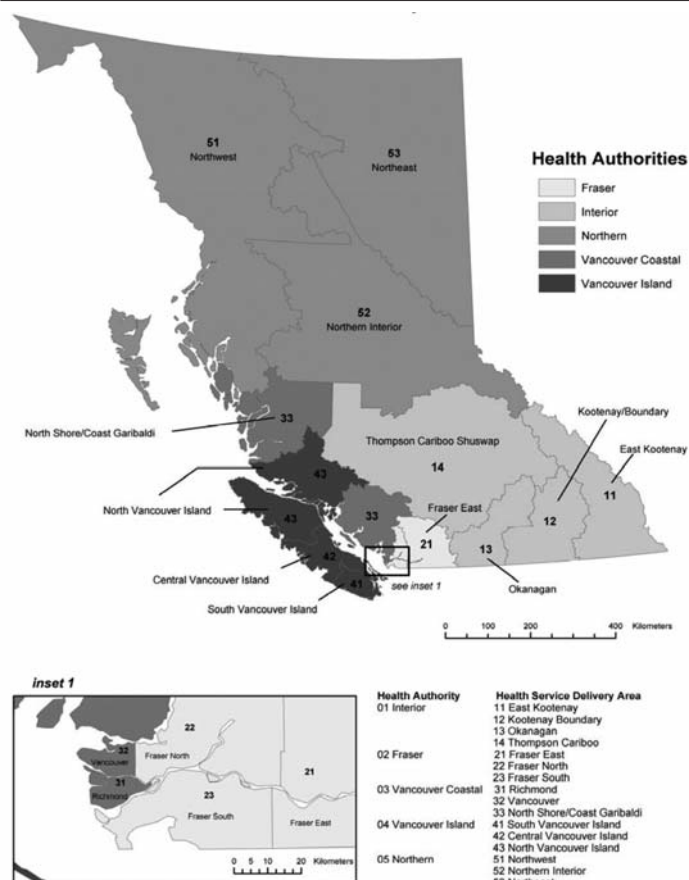 51
Northwest
53
Northeast
Health Authorities
Fraser
Interior
Northern
Vancouver Coastal
Vancouver Island
52
Northern Interior
Kootenay/Boundary
North Shore/Coast Garibaldi
33
Thompson Cariboo Shuswap
East Kootenay
14
43
11
North Vancouver Island
Fraser East
43
33
12
21
13
42
Central Vancouver Island
see inset 1
41
Okanagan
South Vancouver Island
0 100 200 400 Kilometers
inset 1
22
32
Vancouver
Fraser North
21
31
Richmond
23
Fraser South
Fraser East
0 5 10 20 Kilometers
Health Authority Health Service Delivery Area
01 Interior 11 East Kootenay
12 Kootenay Boundary
13 Okanagan
14 Thompson Cariboo
02 Fraser 21 Fraser East
22 Fraser North
23 Fraser South
03 Vancouver Coastal 31 Richmond
32 Vancouver
33 North Shore/Coast Garibaldi
04 Vancouver Island 41 South Vancouver Island
42 Central Vancouver Island
43 North Vancouver Island
05 Northern 51 Northwest
52 Northern Interior